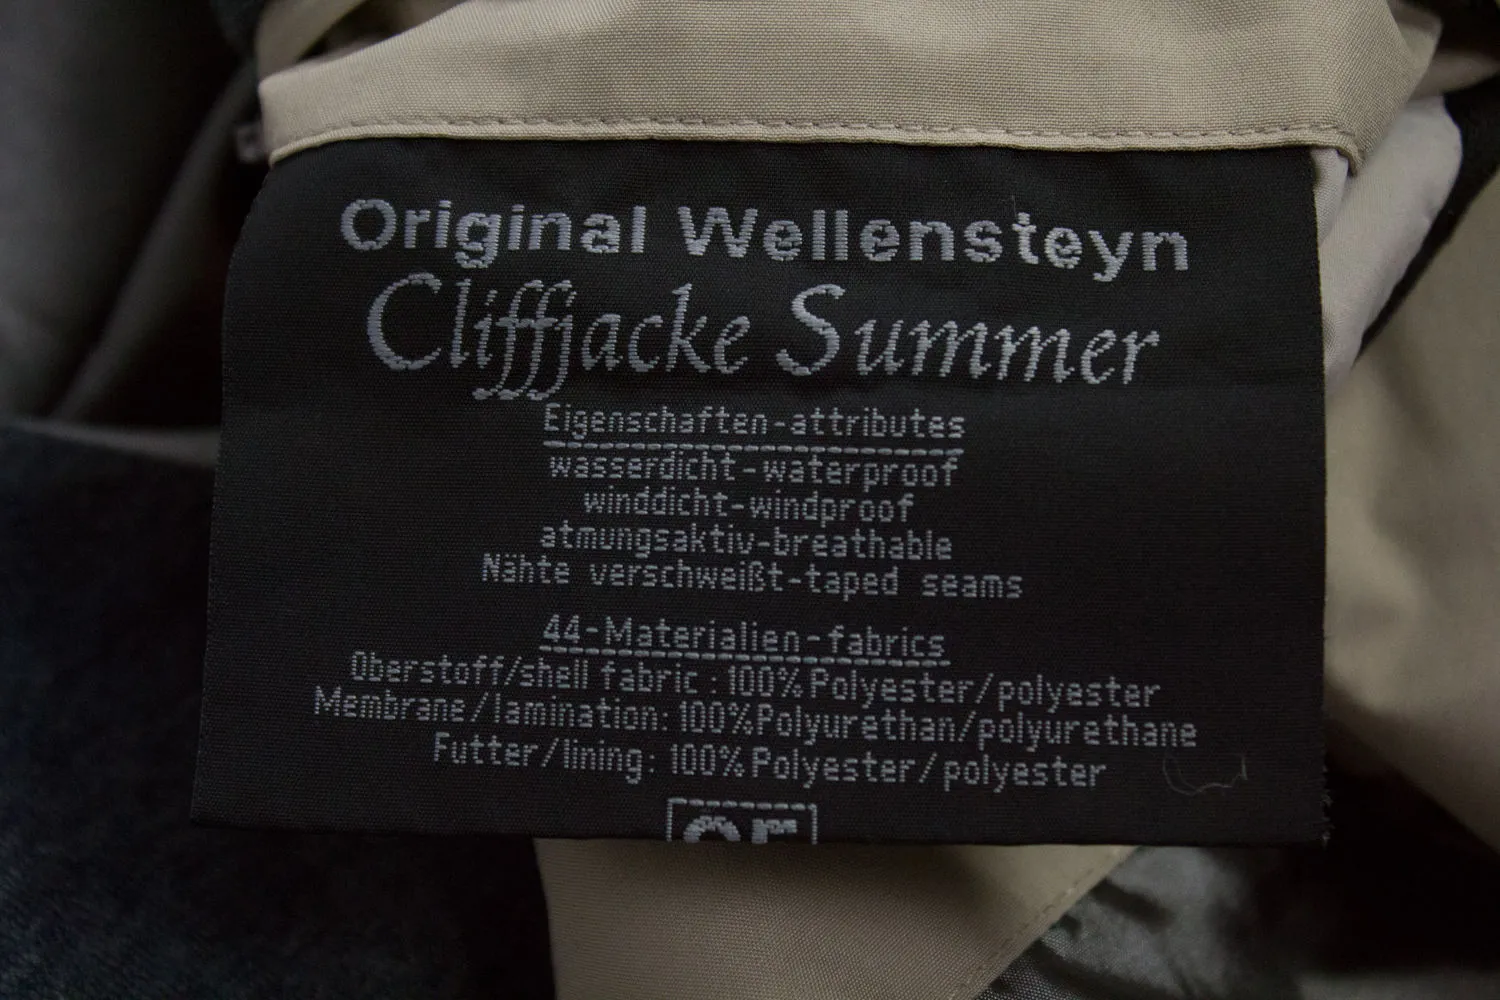 Original Wellensteyn
Cliffjacke Summer
Eigenschaften-attributes
wasserdicht-waterproof
winddicht-windproof
atmungsaktiv-breathable
Nähte verschweißt-taped seams
44-Materialien-fabrics
Oberstoff/shell fabric: 100% Polyester/polyester
Membrane/lamination: 100% Polyurethan/polyurethane
Futter/lining: 100% Polyester/polyester